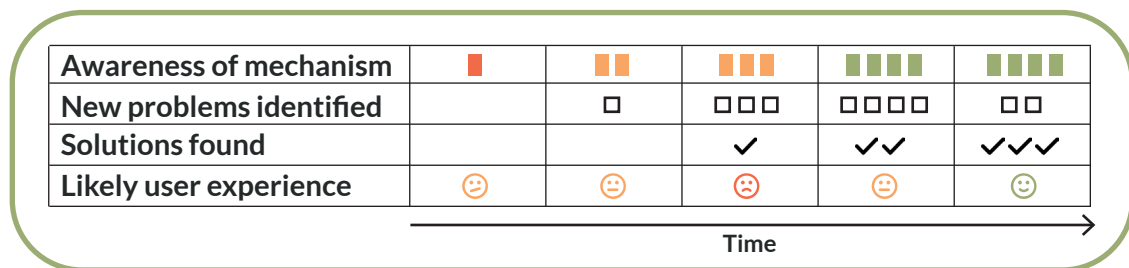 Awareness of mechanism
New problems identified
Solutions found
Likely user experience
Time